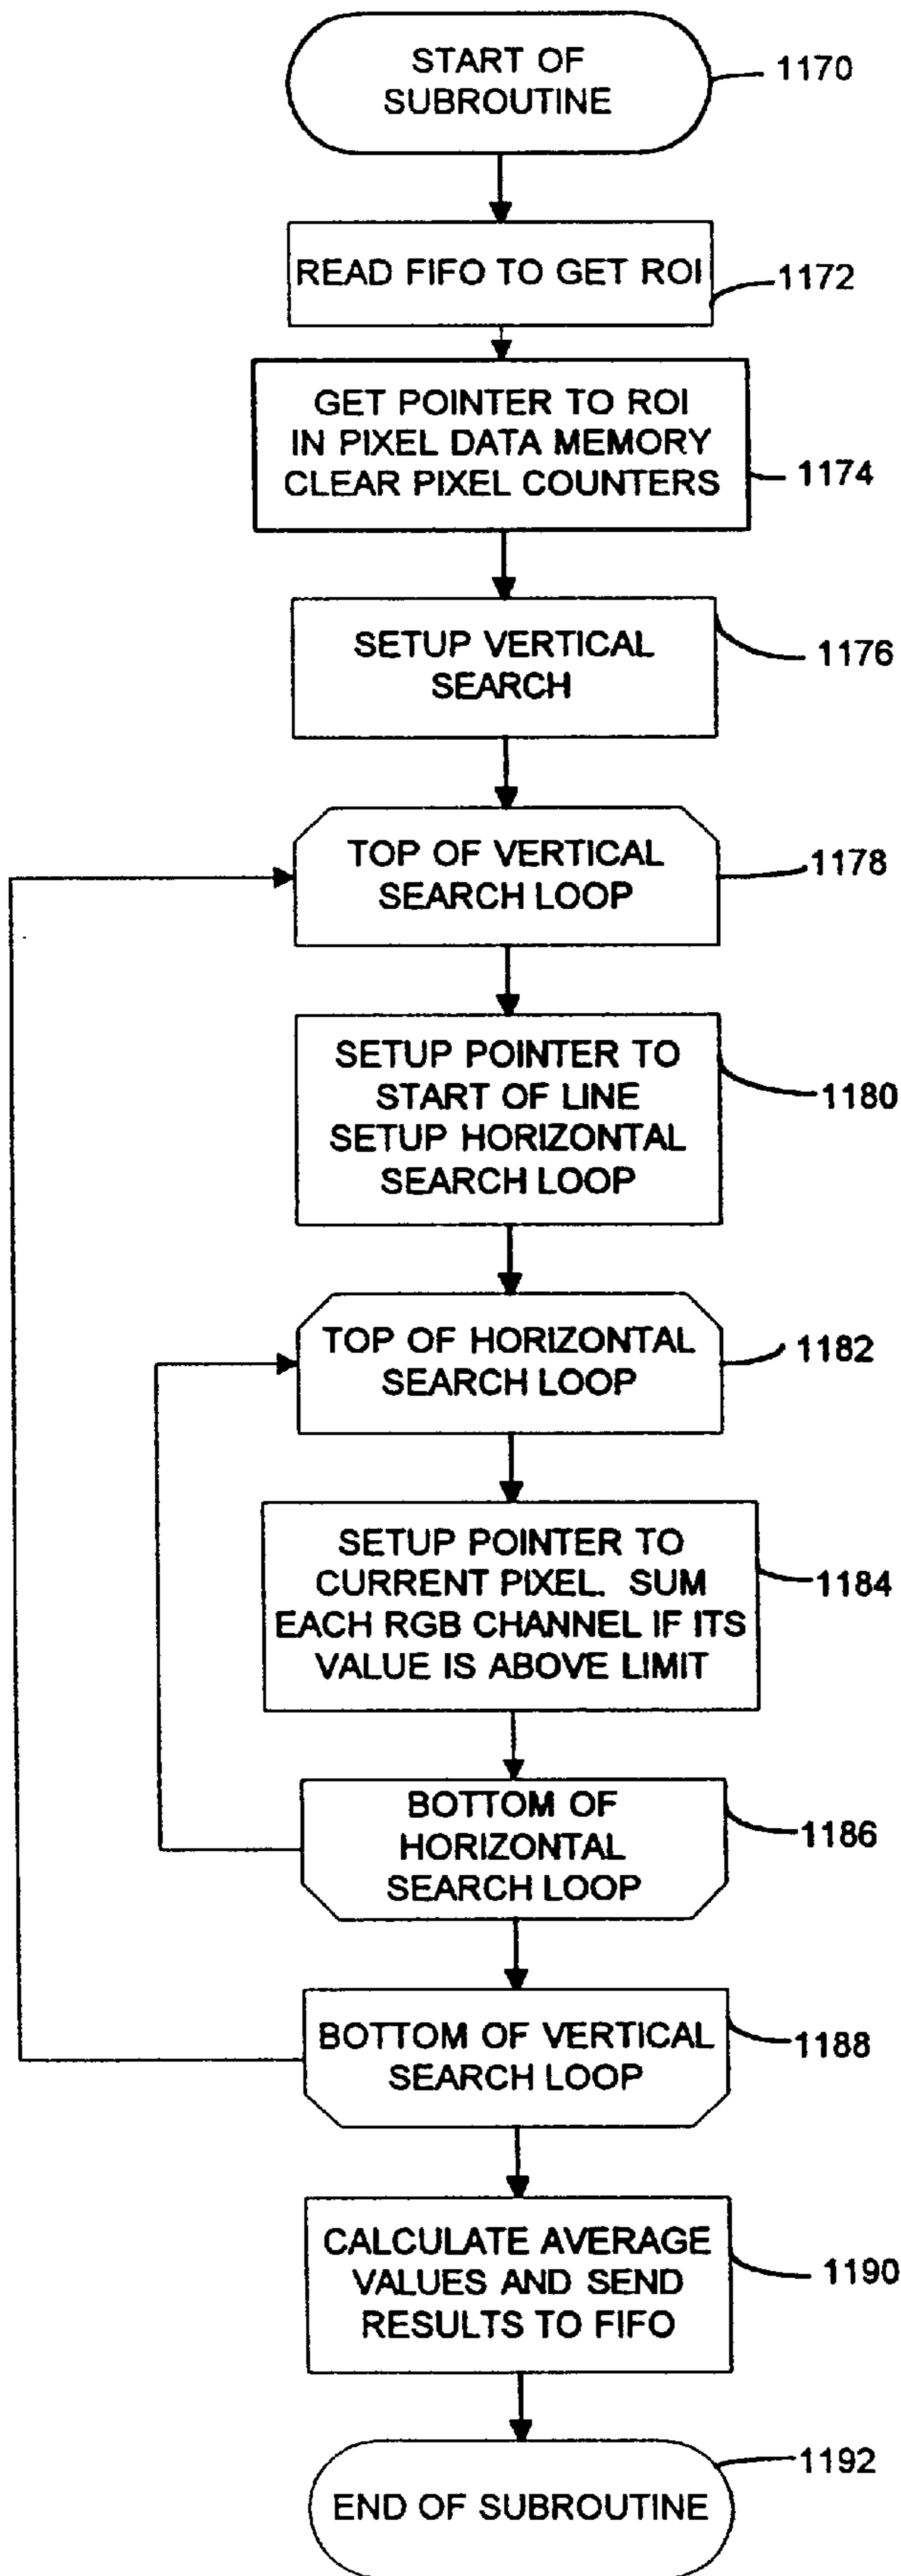 START OF
SUBROUTINE
1170
READ FIFO TO GET ROI
1172
GET POINTER TO ROI
IN PIXEL DATA MEMORY
CLEAR PIXEL COUNTERS
1174
SETUP VERTICAL
SEARCH
1176
TOP OF VERTICAL
SEARCH LOOP
1178
SETUP POINTER TO
START OF LINE
SETUP HORIZONTAL
SEARCH LOOP
1180
TOP OF HORIZONTAL
SEARCH LOOP
1182
SETUP POINTER TO
CURRENT PIXEL. SUM
EACH RGB CHANNEL IF ITS
VALUE IS ABOVE LIMIT
1184
BOTTOM OF
HORIZONTAL
SEARCH LOOP
1186
BOTTOM OF VERTICAL
SEARCH LOOP
1188
CALCULATE AVERAGE
VALUES AND SEND
RESULTS TO FIFO
1190
END OF SUBROUTINE
1192